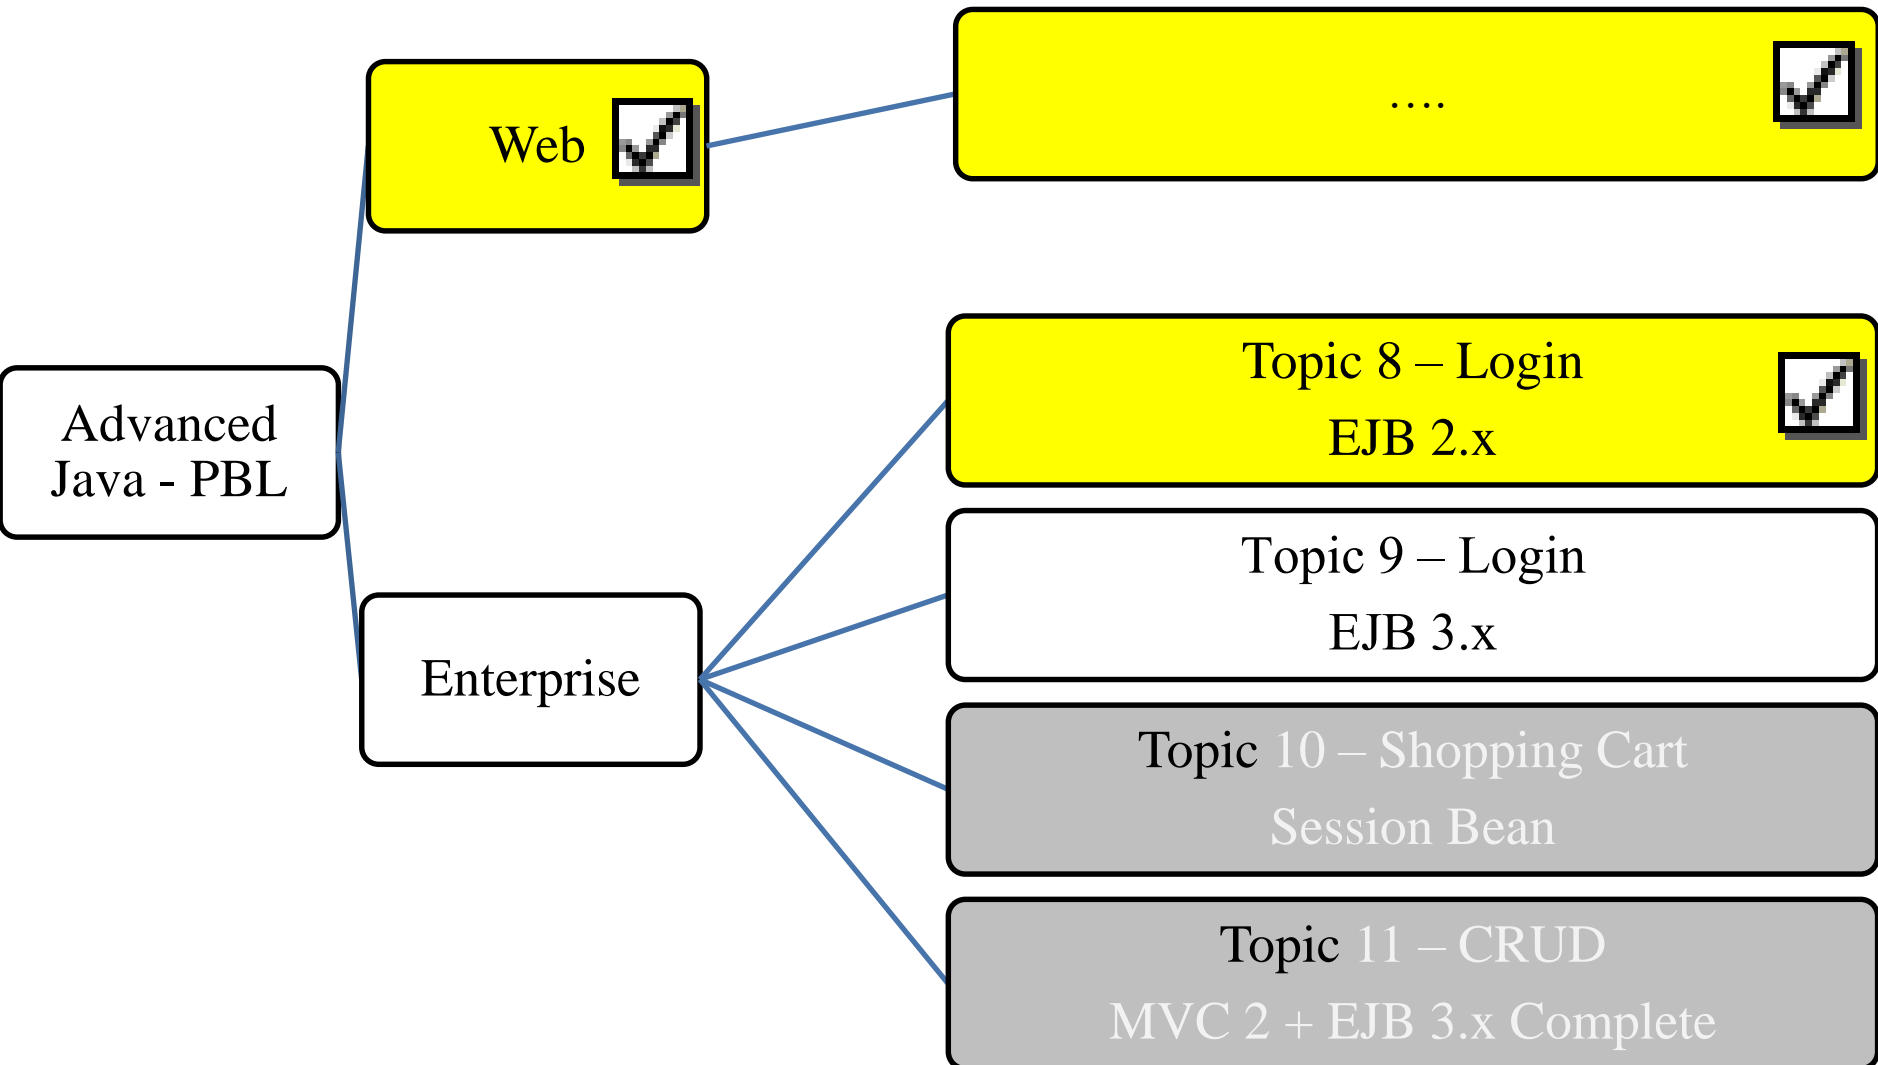 Web
….
Advanced
Java - PBL
Enterprise
Topic 8 – Login
EJB 2.x
Topic 9 – Login
EJB 3.x
Topic 10 – Shopping Cart
Session Bean
Topic 11 – CRUD
MVC 2 + EJB 3.x Complete